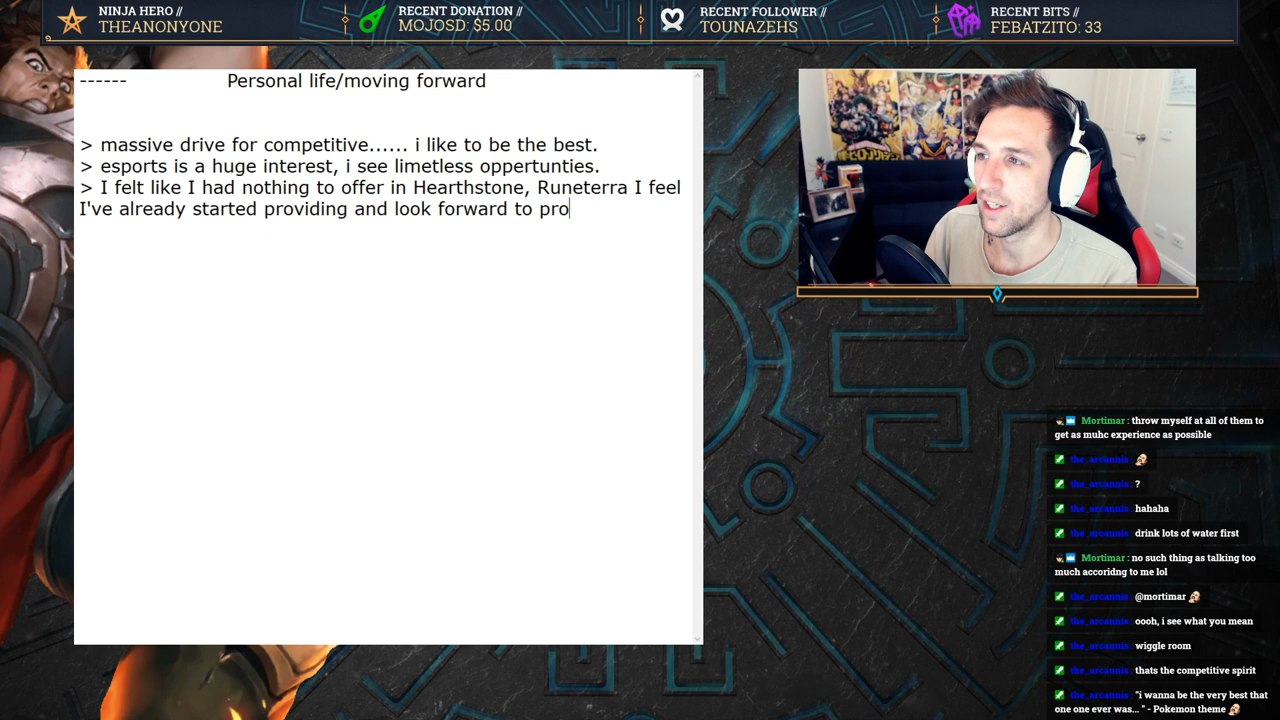 NINJA HERO //
THEANONYONE
RECENT DONATION //
MOJOSD: $5.00
RECENT FOLLOWER //
TOUNAZEHS
RECENT BITS //
FEBATZITO: 33
------ Personal life/moving forward
> massive drive for competitive...... i like to be the best.
> esports is a huge interest, i see limetless oppertunties.
> I felt like I had nothing to offer in Hearthstone, Runeterra I feel
I've already started providing and look forward to pro
Mortimar : throw myself at all of them to
get as muhc experience as possible
the_arcannis :
the_arcannis : ?
the_arcannis : hahaha
the_arcannis : drink lots of water first
Mortimar : no such thing as talking too
much accoridng to me lol
the_arcannis : @mortimar
the_arcannis : oooh, i see what you mean
the_arcannis : wiggle room
the_arcannis : thats the competitive spirit
the_arcannis : "i wanna be the very best that
one one ever was... " - Pokemon theme